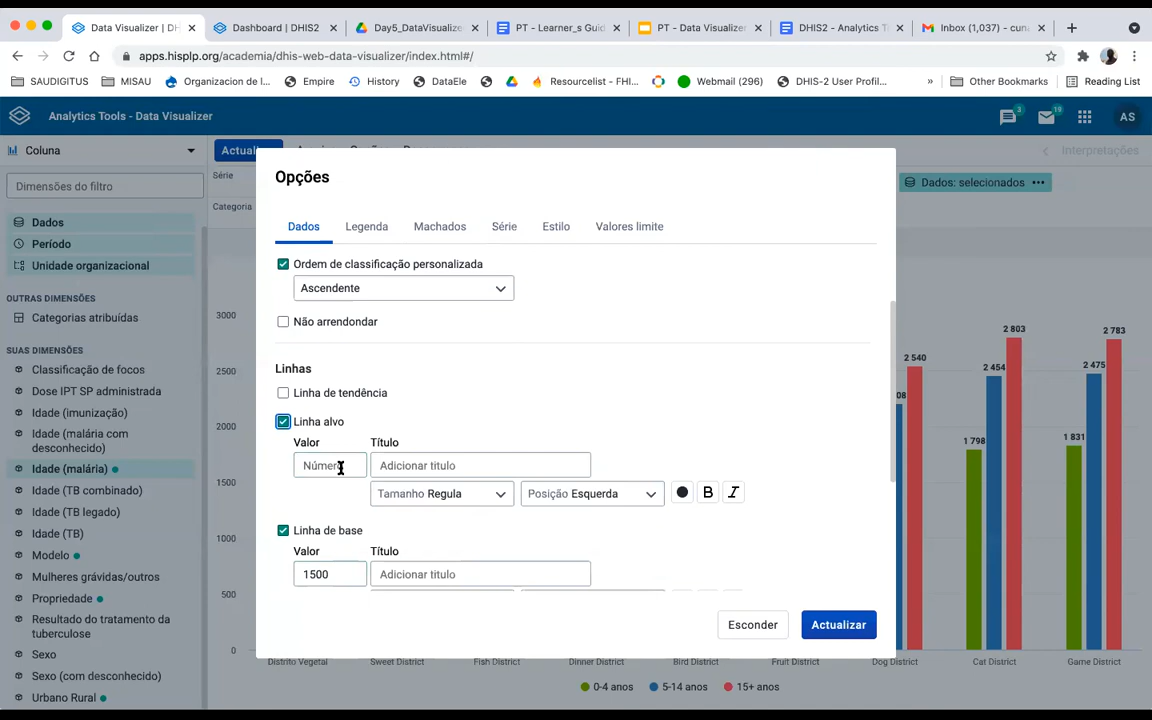 Data Visualizer | DH
Dashboard | DHIS2
Day5_DataVisualize
PT - Learner_s Guid
PT - Data Visualizer
DHIS2 - Analytics T
Inbox (1,037) - cun
apps.hisplp.org/academia/dhis-web-data-visualizer/index.html#/
SAUDIGITUS
MISAU
Organizacion de I...
Empire
History
DataEle
Resourcelist - FHI...
Webmail (296)
DHIS-2 User Profil...
»
Other Bookmarks
Reading List
Analytics Tools - Data Visualizer
3
19
AS
Coluna
Actual
Interpretações
Dimensões do filtro
Série
Dados: selecionados
Categoria
Dados
Período
Unidade organizacional
OUTRAS DIMENSÕES
Categorias atribuídas
SUAS DIMENSÕES
Classificação de focos
Dose IPT SP administrada
Idade (imunização)
Idade (malária com
desconhecido)
Idade (malária)
Idade (TB combinado)
Idade (TB legado)
Idade (TB)
Modelo
Mulheres grávidas/outros
Propriedade
Resultado do tratamento da
tuberculose
Sexo
Sexo (com desconhecido)
Urbano Rural
Opções
Dados
Legenda
Machados
Série
Estilo
Valores limite
Ordem de classificação personalizada
Ascendente
Não arrendondar
Linhas
Linha de tendência
Linha alvo
Valor
Título
Número
Adicionar titulo
Tamanho Regula
Posição Esquerda
B
I
Linha de base
Valor
Título
1500
Adicionar titulo
Esconder
Actualizar
3000
2500
2000
1500
1000
500
0
2 540
08
1 798
2 454
2 803
1 831
2 475
2 783
Distrito Vegetal
Sweet District
Fish District
Dinner District
Bird District
Fruit District
Dog District
Cat District
Game District
0-4 anos
5-14 anos
15+ anos